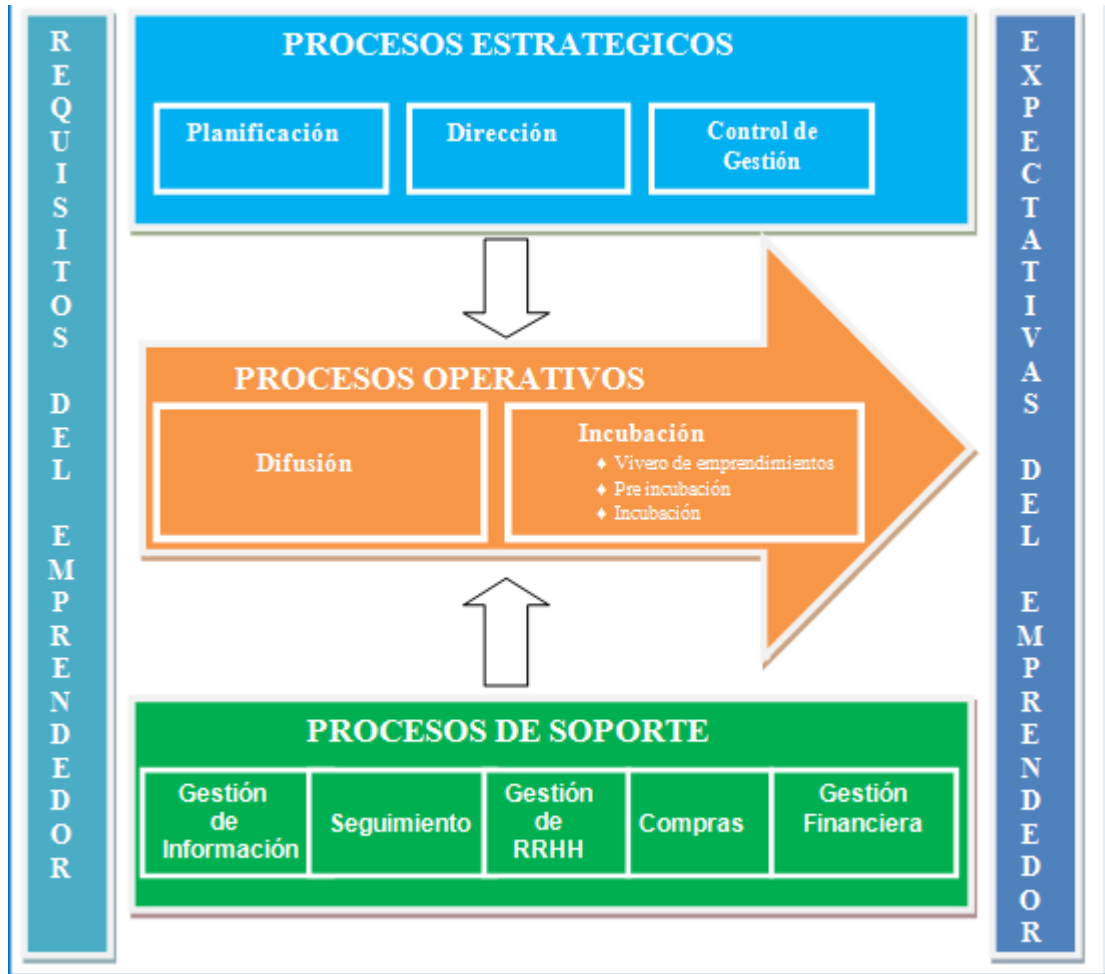 REQUISITOS DEL EMPRENDEDOR
PROCESOS ESTRATEGICOS
Planificación
Dirección
Control de
Gestión
PROCESOS OPERATIVOS
Difusión
Incubación
♦ Vivero de emprendimientos
♦ Pre incubación
♦ Incubación
PROCESOS DE SOPORTE
Gestión
de
Información
Seguimiento
Gestión
de
RRHH
Compras
Gestión
Financiera
EXPECTATIVAS DEL EMPRENDEDOR